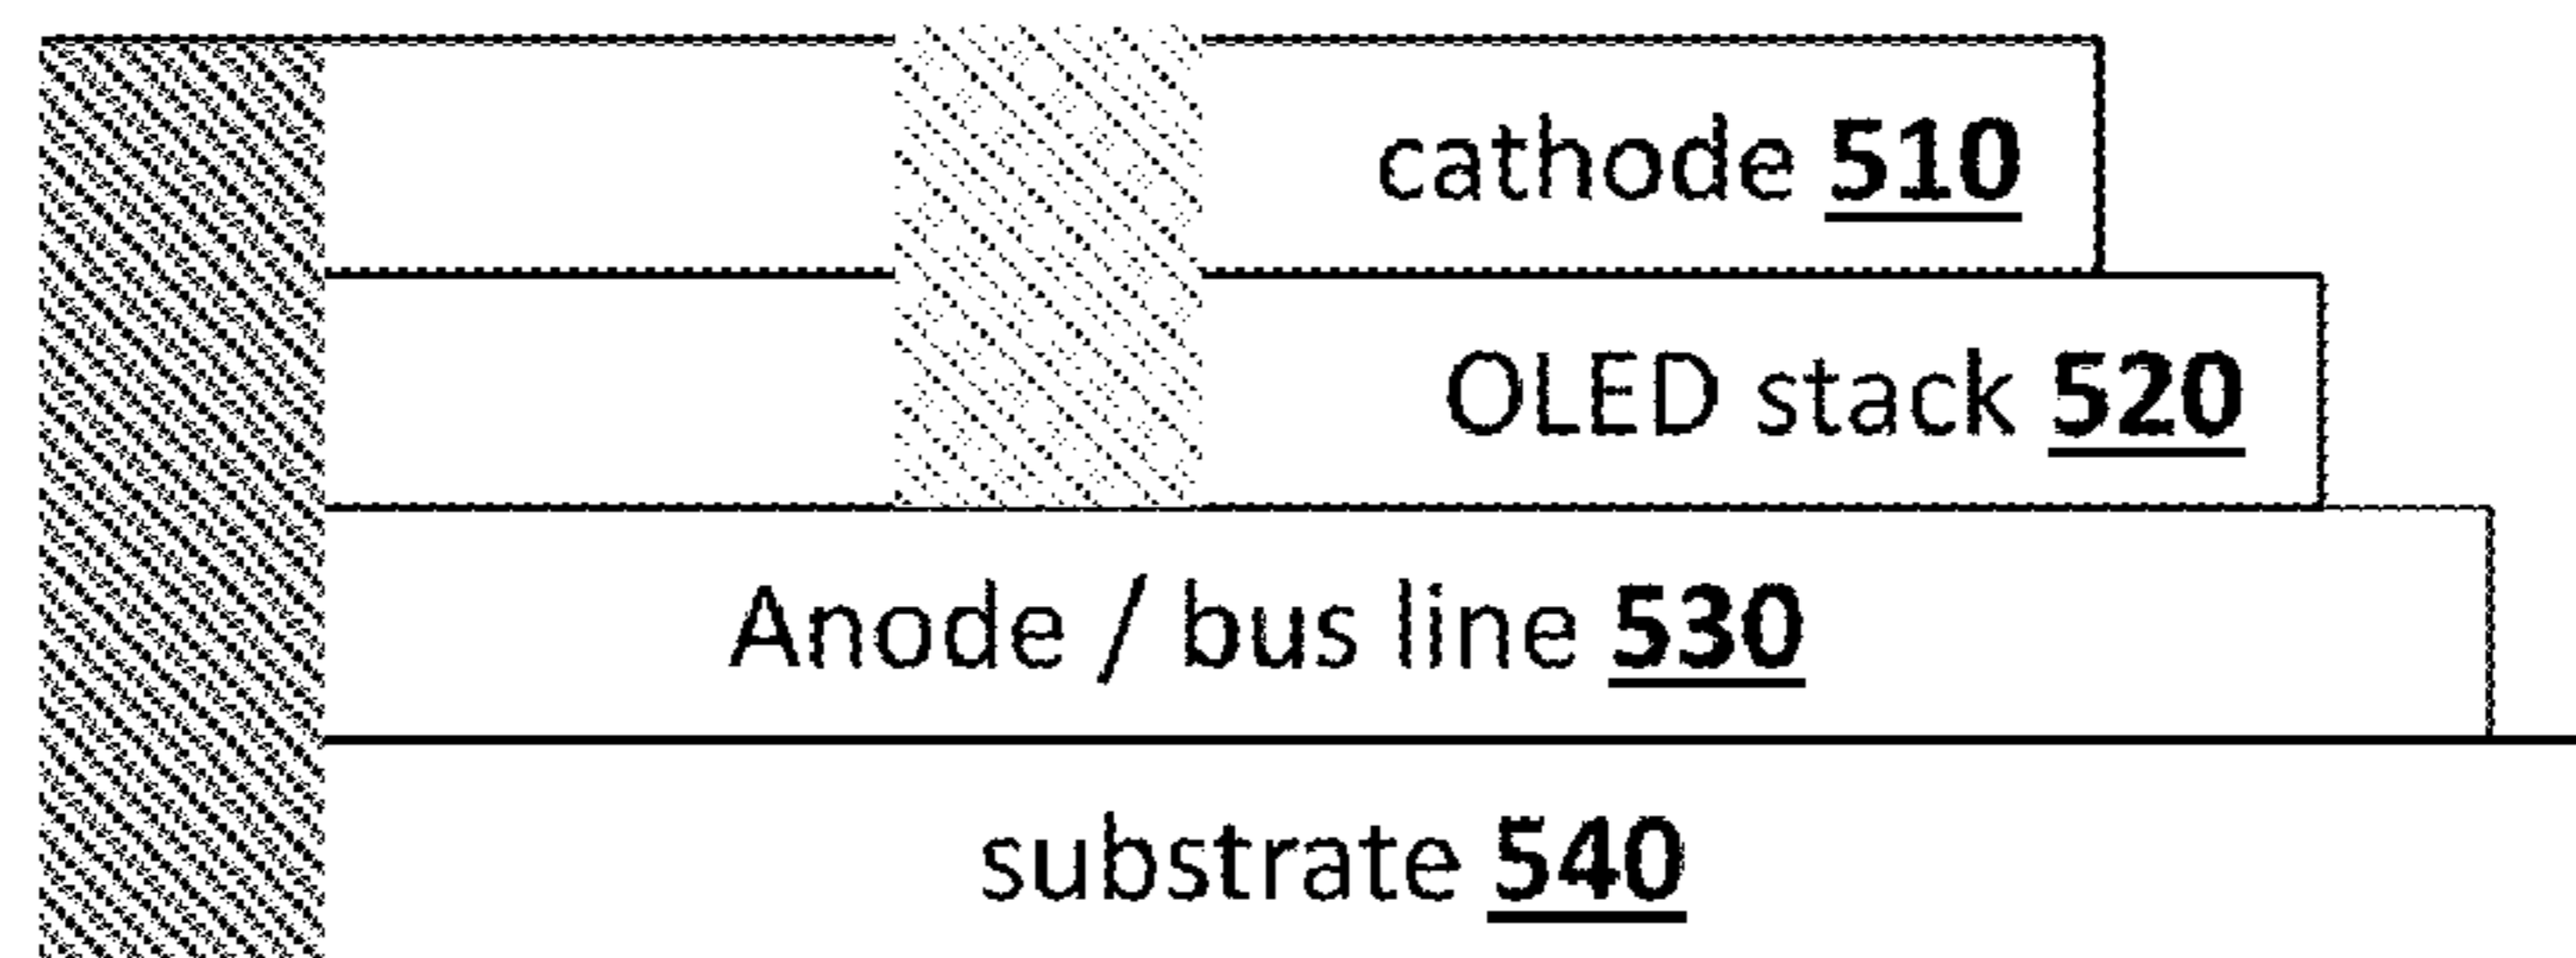 cathode 510
OLED stack 520
Anode / bus line 530
substrate 540